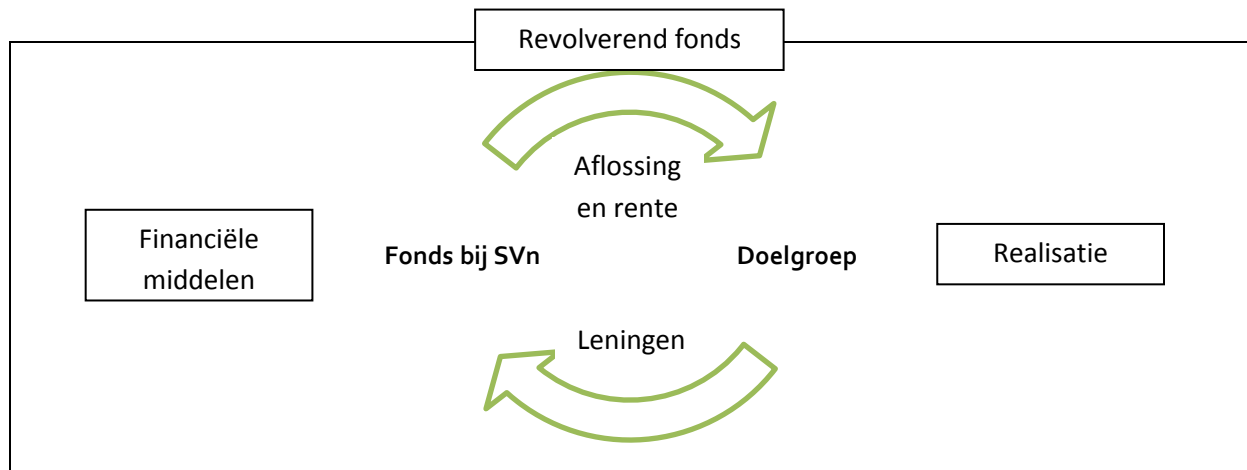 Revolverend fonds
Aflossing
en rente
Financiële
middelen
Fonds bij SVn
Doelgroep
Realisatie
Leningen